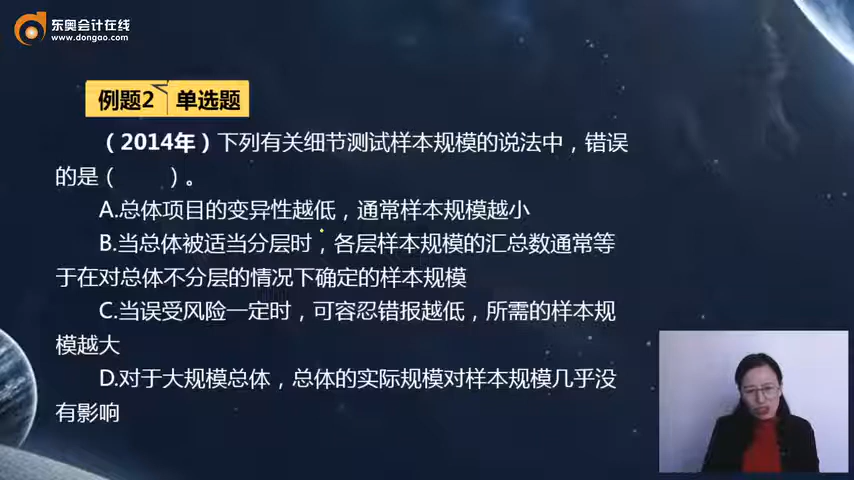 东奥会计在线
www.dongao.com
例题2 单选题
（2014年）下列有关细节测试样本规模的说法中，错误
的是（　　）。
A.总体项目的变异性越低，通常样本规模越小
B.当总体被适当分层时，各层样本规模的汇总数通常等
于在对总体不分层的情况下确定的样本规模
C.当误受风险一定时，可容忍错报越低，所需的样本规
模越大
D.对于大规模总体，总体的实际规模对样本规模几乎没
有影响